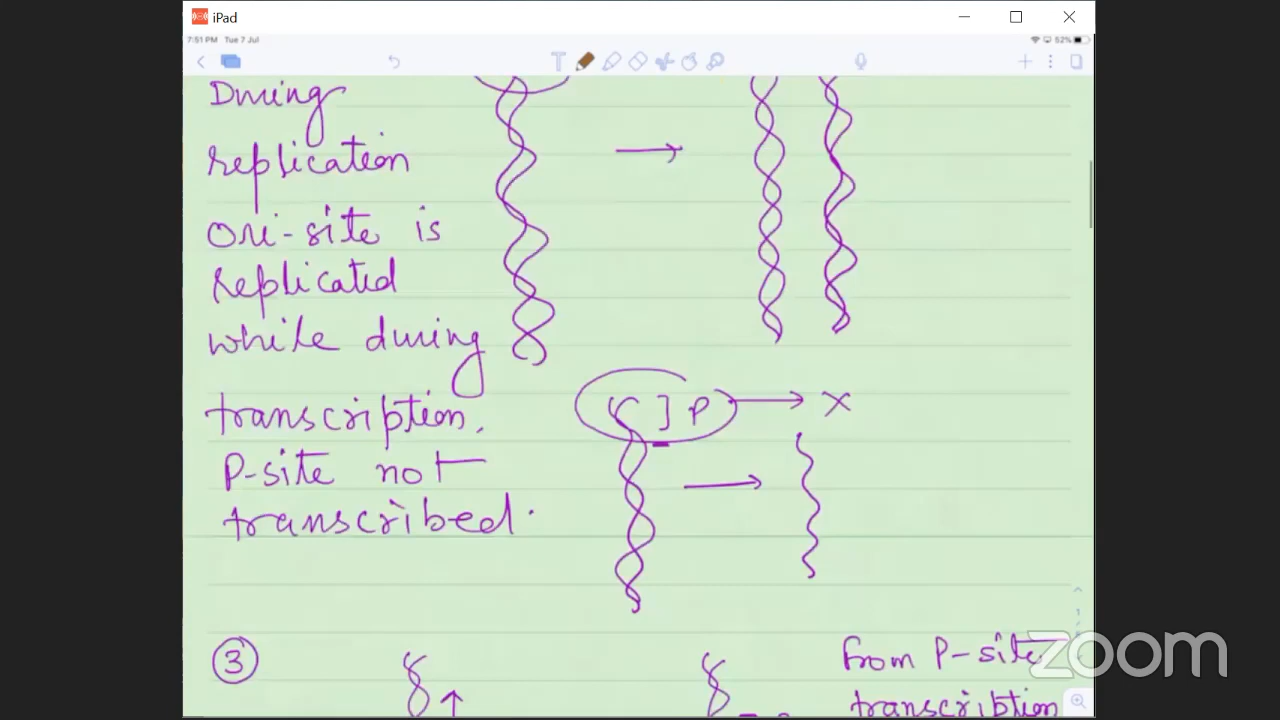 iPad
7:51 PM Tue 7 Jul
52%
During
replication
Ori-site is
replicated
while during
transcription.
P-site not
transcribed.
] P → X
③
From P-site
transcription
zoom